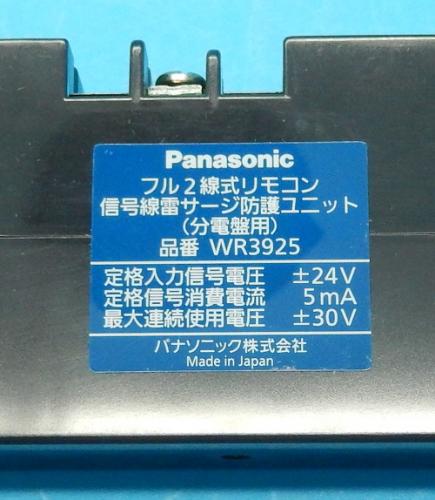 Panasonic
フル2線式リモコン
信号線雷サージ防護ユニット
(分電盤用)
品番 WR3925
定格入力信号電圧 ±24V
定格信号消費電流 5mA
最大連続使用電圧 ±30V
パナソニック株式会社
Made in Japan